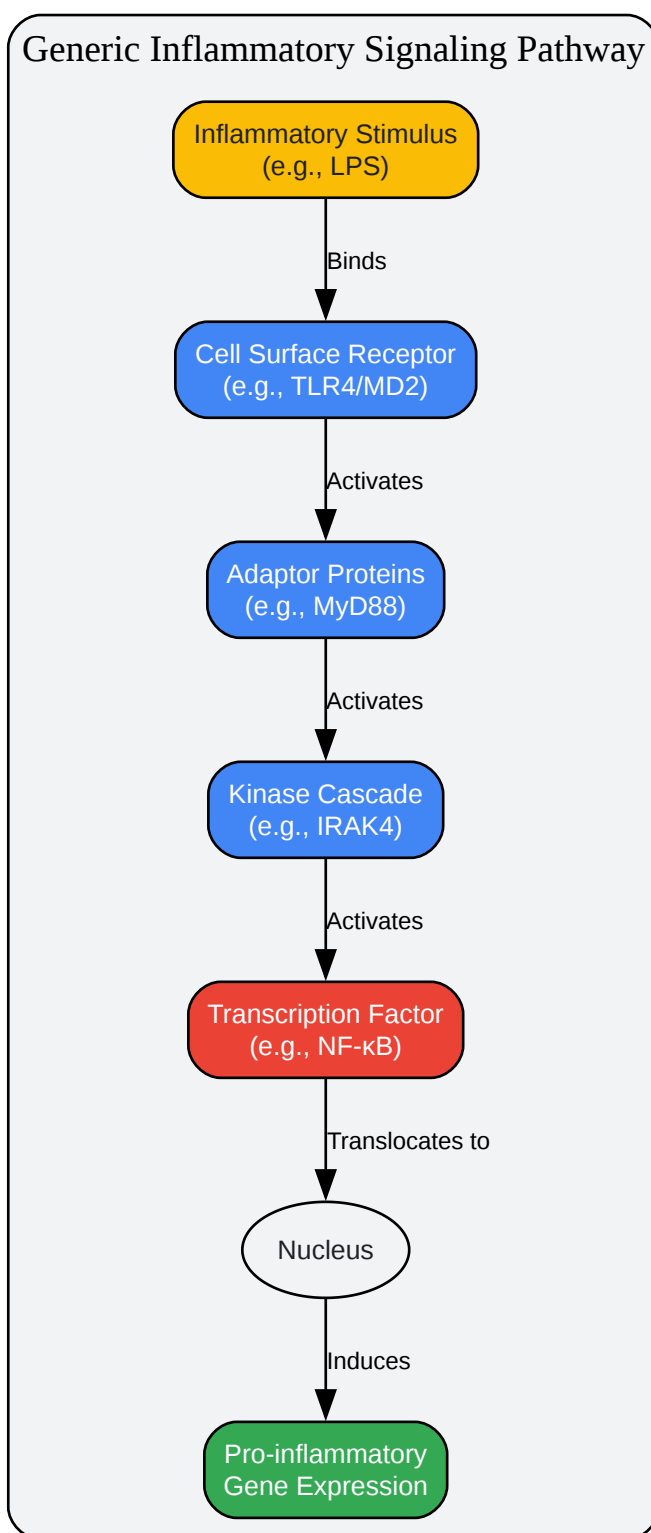 Generic Inflammatory Signaling Pathway
Inflammatory Stimulus
(e.g., LPS)
Binds
Cell Surface Receptor
(e.g., TLR4/MD2)
Activates
Adaptor Proteins
(e.g., MyD88)
Activates
Kinase Cascade
(e.g., IRAK4)
Activates
Transcription Factor
(e.g., NF-κB)
Translocates to
Nucleus
Induces
Pro-inflammatory
Gene Expression